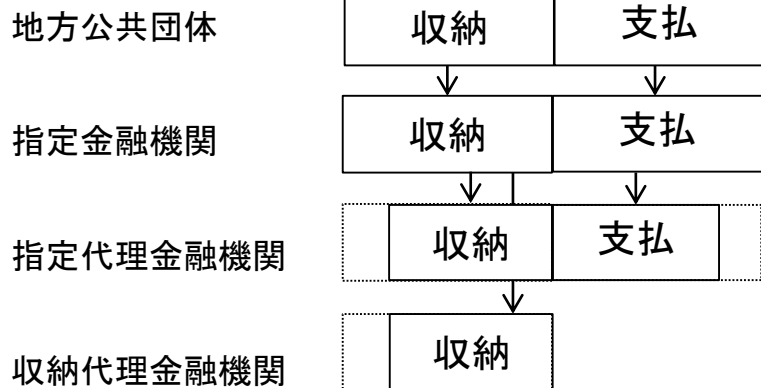 地方公共団体 収納 支払
指定金融機関 収納 支払
指定代理金融機関 収納 支払
収納代理金融機関 収納